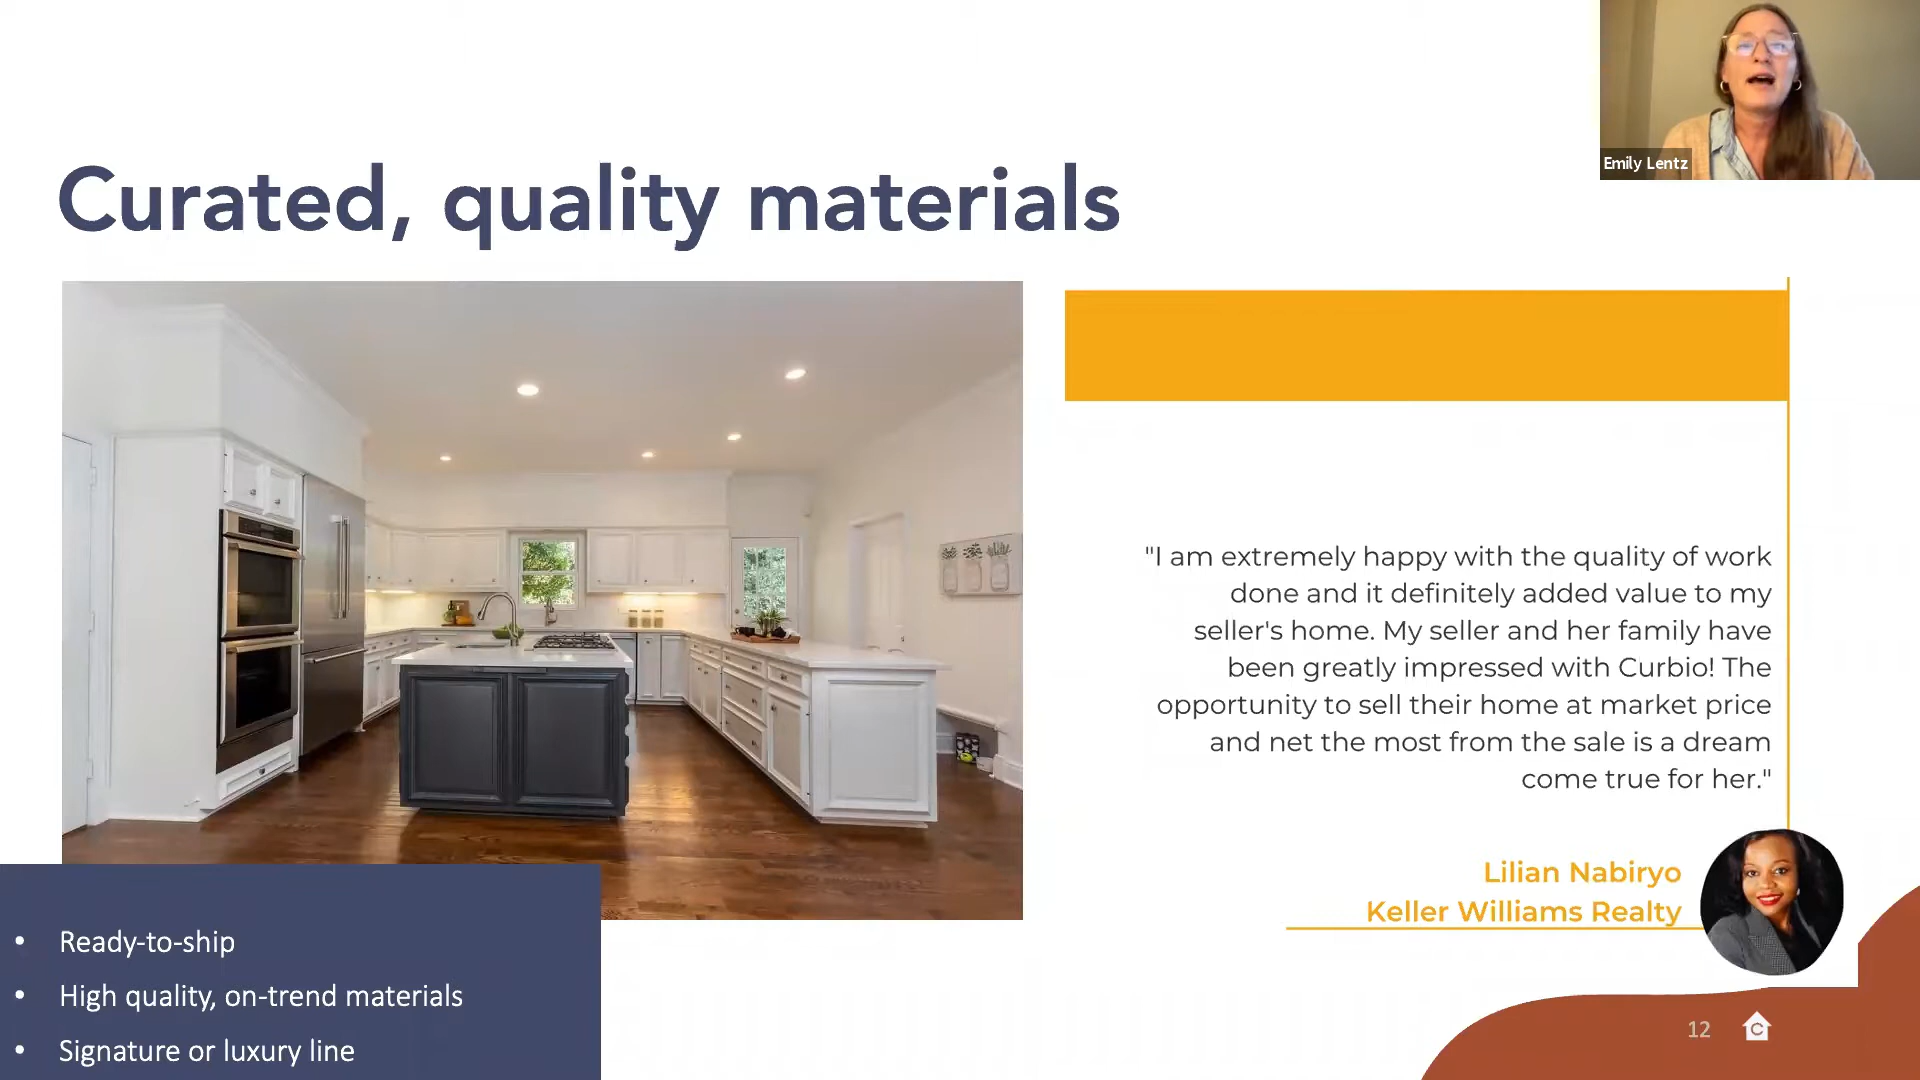 Emily Lentz
Curated, quality materials
"I am extremely happy with the quality of work
done and it definitely added value to my
seller's home. My seller and her family have
been greatly impressed with Curbio! The
opportunity to sell their home at market price
and net the most from the sale is a dream
come true for her."
Lilian Nabiryo
Keller Williams Realty
• Ready-to-ship
• High quality, on-trend materials
• Signature or luxury line
12
C